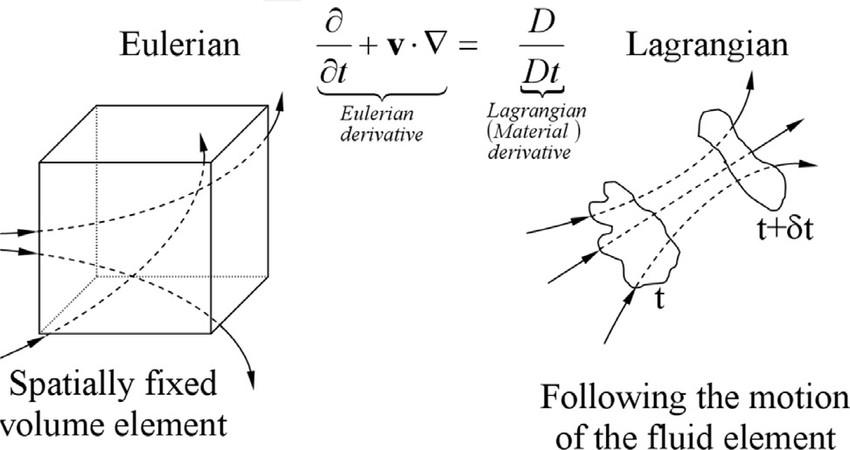 Eulerian
∂/∂t + v · ∇ = D/Dt
Eulerian
derivative
Lagrangian
(Material )
derivative
Lagrangian
t+δt
t
Spatially fixed
volume element
Following the motion
of the fluid element